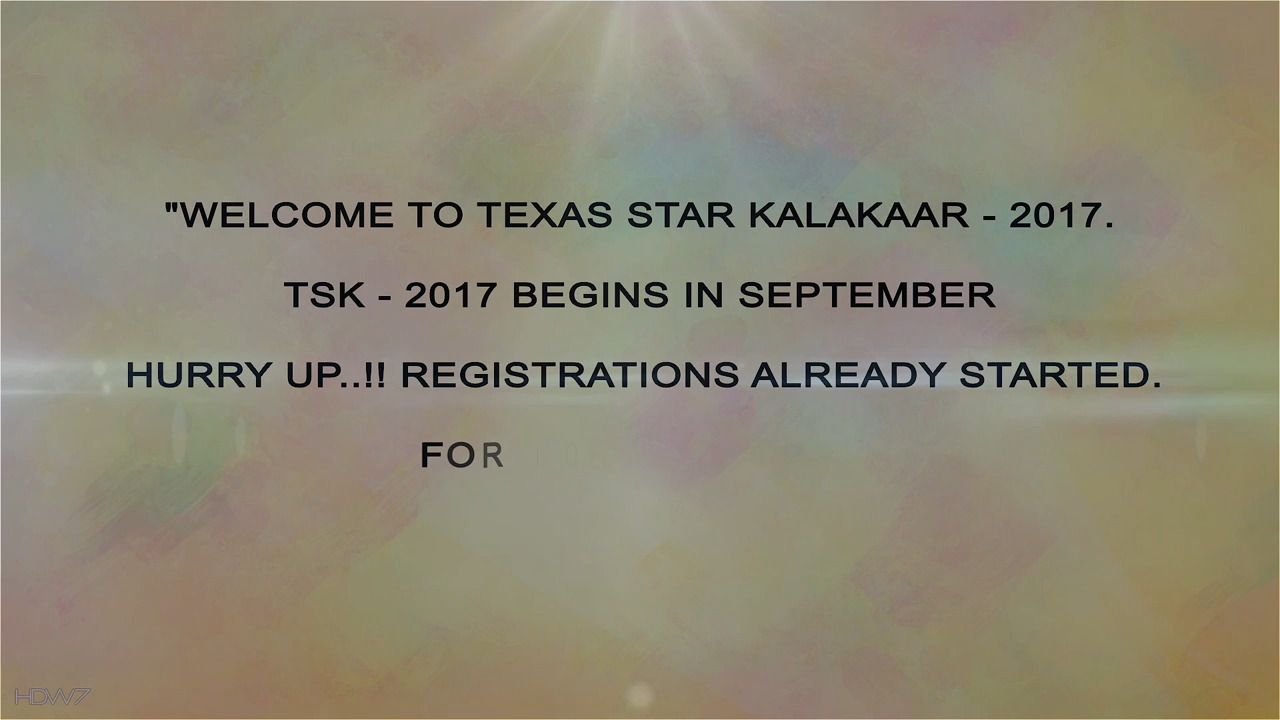 "WELCOME TO TEXAS STAR KALAKAAR - 2017.
TSK - 2017 BEGINS IN SEPTEMBER
HURRY UP..!! REGISTRATIONS ALREADY STARTED.
FOR
HDW7